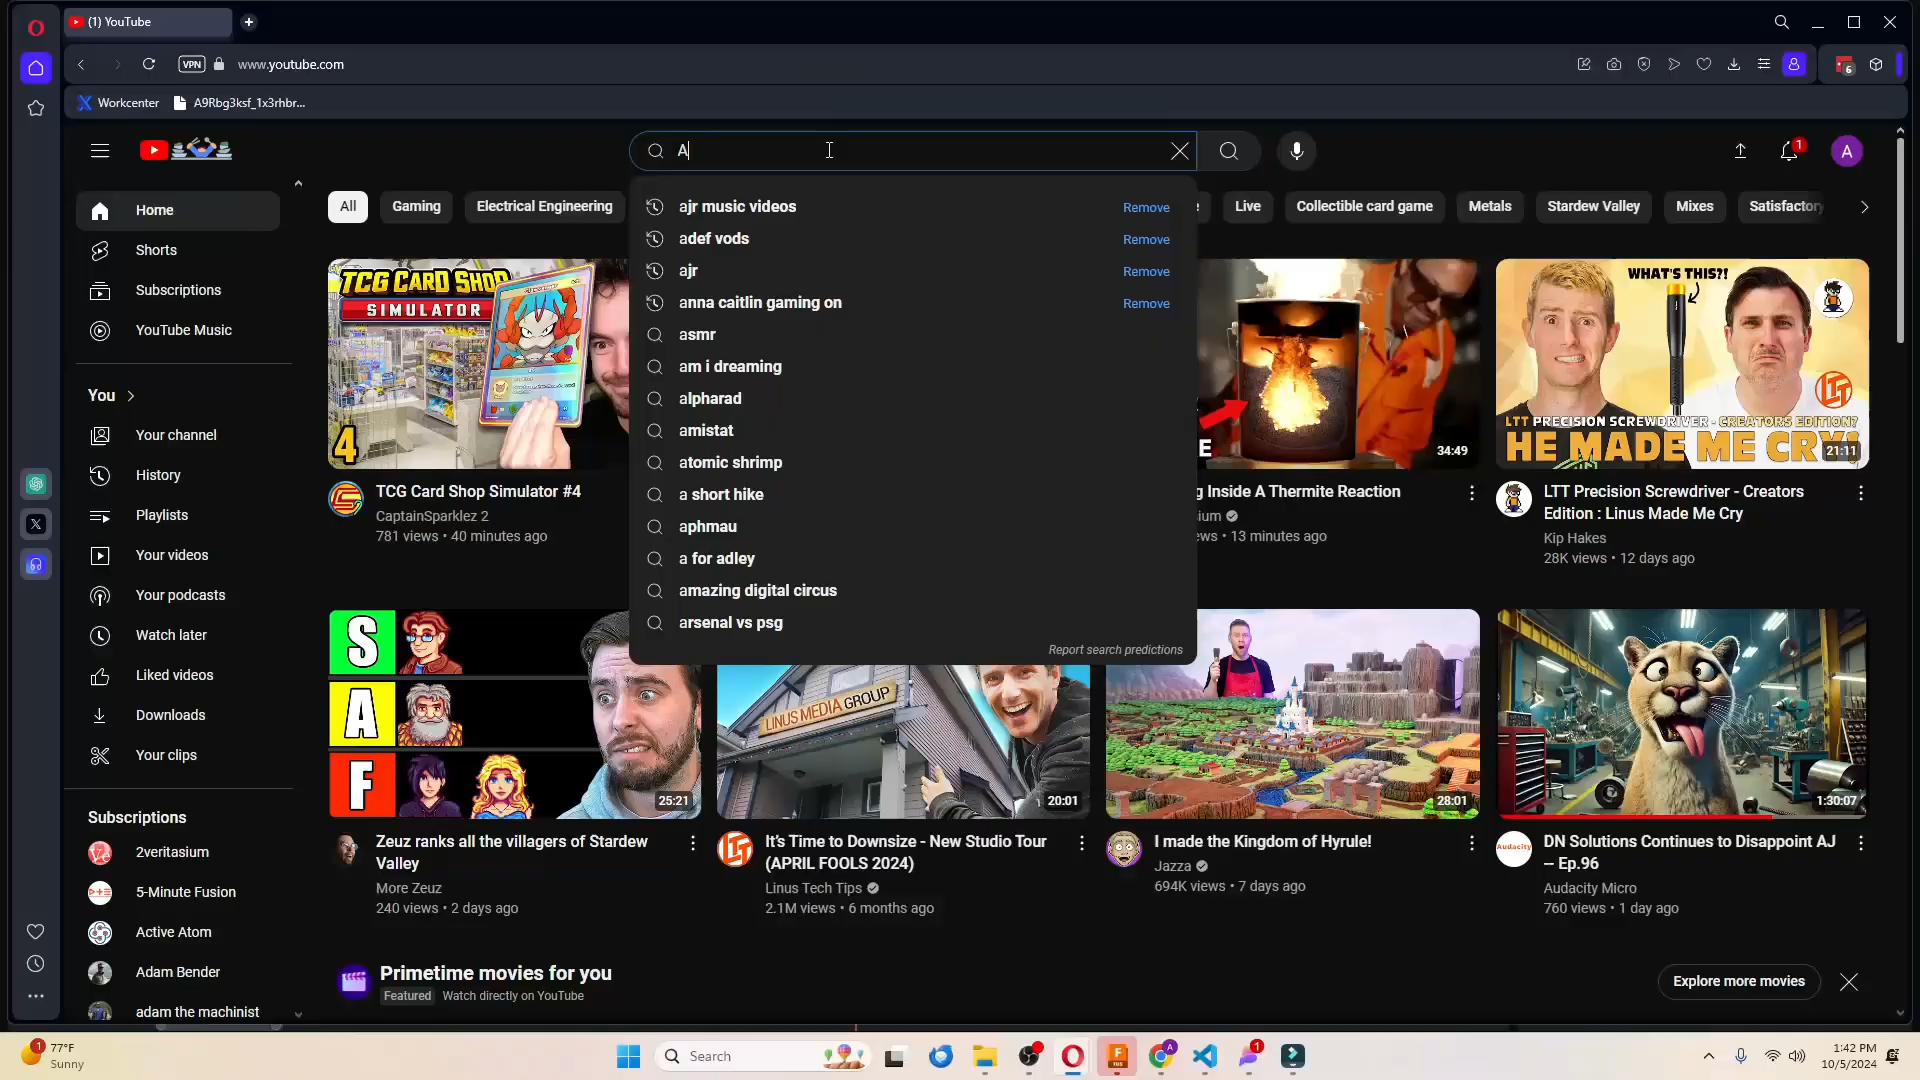 (1) YouTube
VPN
www.youtube.com
6
Workcenter
A9Rbg3ksf_1x3rhbr...
A
1
A
Home
Shorts
Subscriptions
YouTube Music
You
Your channel
History
Playlists
Your videos
Your podcasts
Watch later
Liked videos
Downloads
Your clips
Subscriptions
2veritasium
5-Minute Fusion
Active Atom
Adam Bender
adam the machinist
All
Gaming
Electrical Engineering
Live
Collectible card game
Metals
Stardew Valley
Mixes
Satisfactory
ajr music videos
Remove
adef vods
Remove
ajr
Remove
anna caitlin gaming on
Remove
asmr
am i dreaming
alpharad
amistat
atomic shrimp
a short hike
aphmau
a for adley
amazing digital circus
arsenal vs psg
Report search predictions
TCG CARD SHOP
SIMULATOR
4
TCG Card Shop Simulator #4
CaptainSparklez 2
781 views • 40 minutes ago
E
34:49
g Inside A Thermite Reaction
ium
ews • 13 minutes ago
WHAT'S THIS?!
LTT
LTT PRECISION SCREWDRIVER - CREATORS EDITION?
HE MADE ME CRY!
21:11
LTT Precision Screwdriver - Creators
Edition : Linus Made Me Cry
Kip Hakes
28K views • 12 days ago
S
A
F
25:21
Zeuz ranks all the villagers of Stardew
Valley
More Zeuz
240 views • 2 days ago
LINUS MEDIA GROUP
20:01
It's Time to Downsize - New Studio Tour
(APRIL FOOLS 2024)
Linus Tech Tips
2.1M views • 6 months ago
28:01
I made the Kingdom of Hyrule!
Jazza
694K views • 7 days ago
1:30:07
Audacity
DN Solutions Continues to Disappoint AJ
– Ep.96
Audacity Micro
760 views • 1 day ago
Primetime movies for you
Featured
Watch directly on YouTube
Explore more movies
1
77°F
Sunny
Search
A
1
1:42 PM
10/5/2024